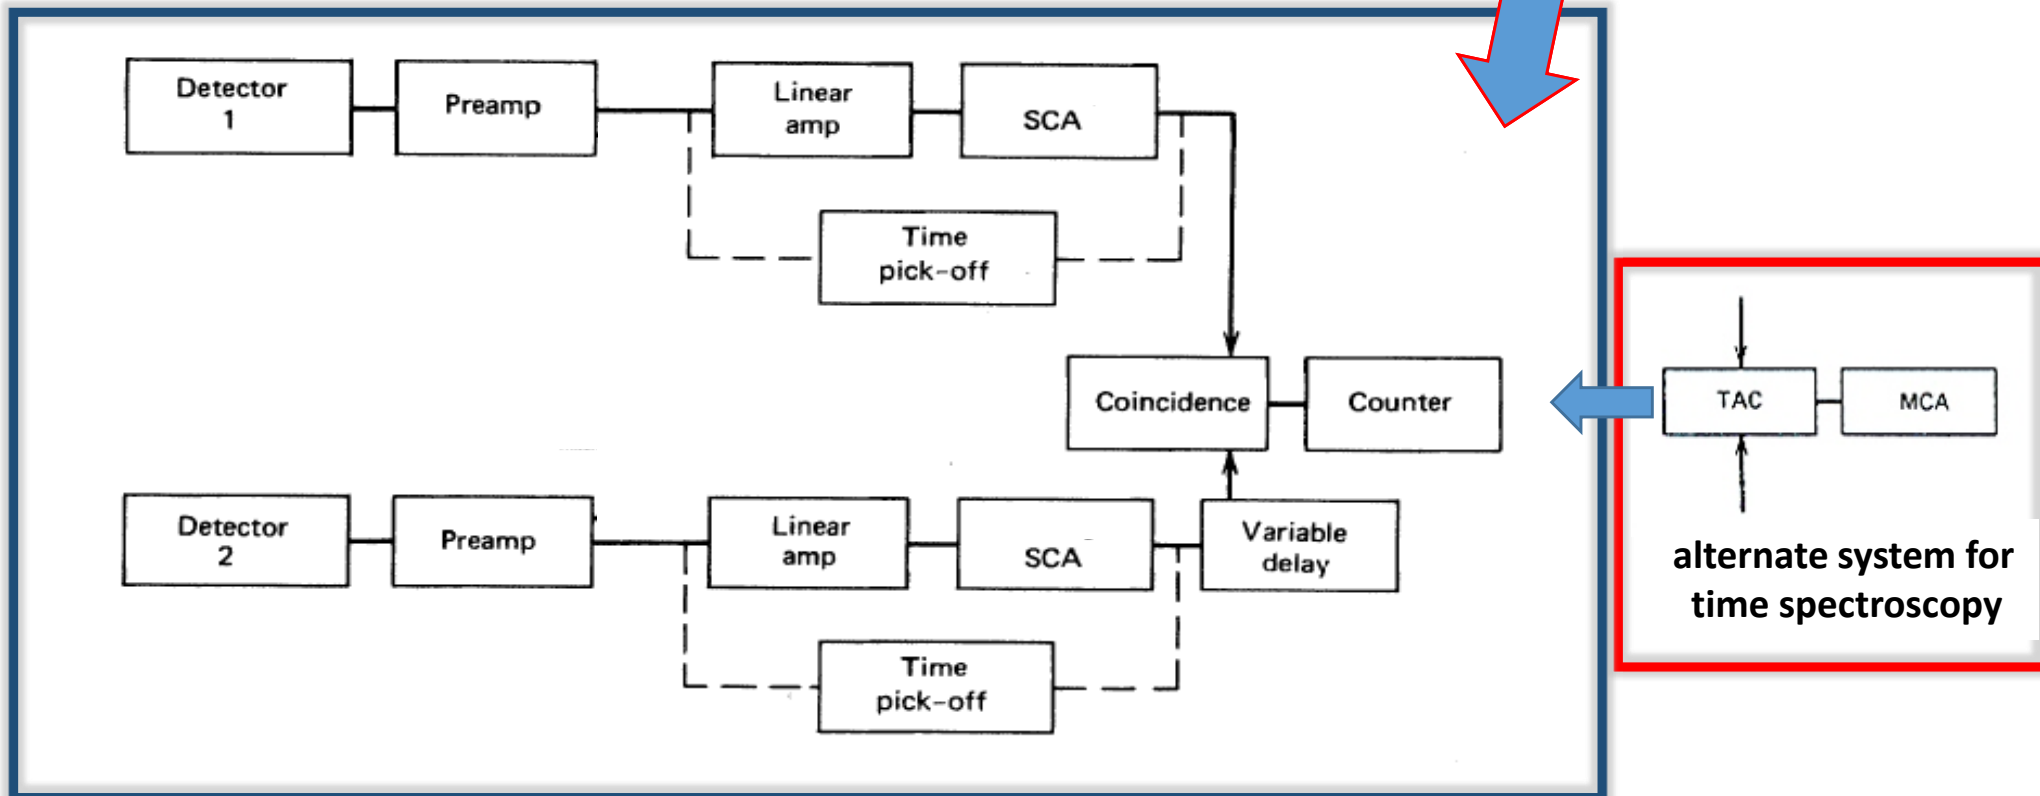 Detector
1
Preamp
Linear
amp
SCA
Time
pick-off
Coincidence
Counter
TAC
MCA
Detector
2
Preamp
Linear
amp
SCA
Variable
delay
alternate system for
time spectroscopy
Time
pick-off